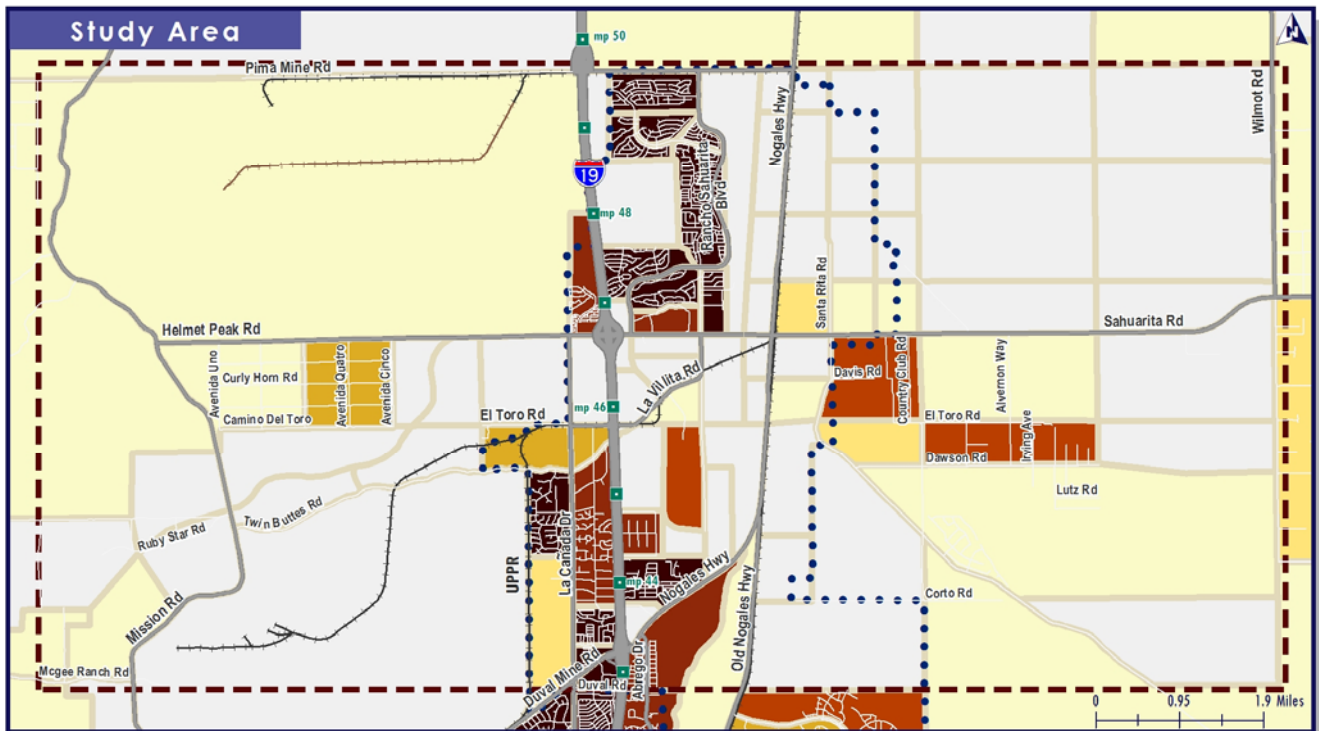 Study Area
N
mp 50
Pima Mine Rd
Wilmot Rd
Nogales Hwy
Rancho Sahuarita
Blvd
19
mp 48
Santa Rita Rd
Helmet Peak Rd
Sahuarita Rd
Avenida Uno
Curly Horn Rd
Avenida Quatro
Avenida Cinco
Camino Del Toro
La Villita Rd
mp 46
El Toro Rd
Davis Rd
Country Club Rd
Alvernon Way
El Toro Rd
Irving Ave
Dawson Rd
Lutz Rd
Twin Buttes Rd
Ruby Star Rd
La Canada Dr
UPPR
mp 44
Nogales Hwy
Old Nogales Hwy
Corto Rd
Mission Rd
Mcgee Ranch Rd
Duval Mine Rd
Duval Rd
Abrego Dr
0 0.95 1.9 Miles